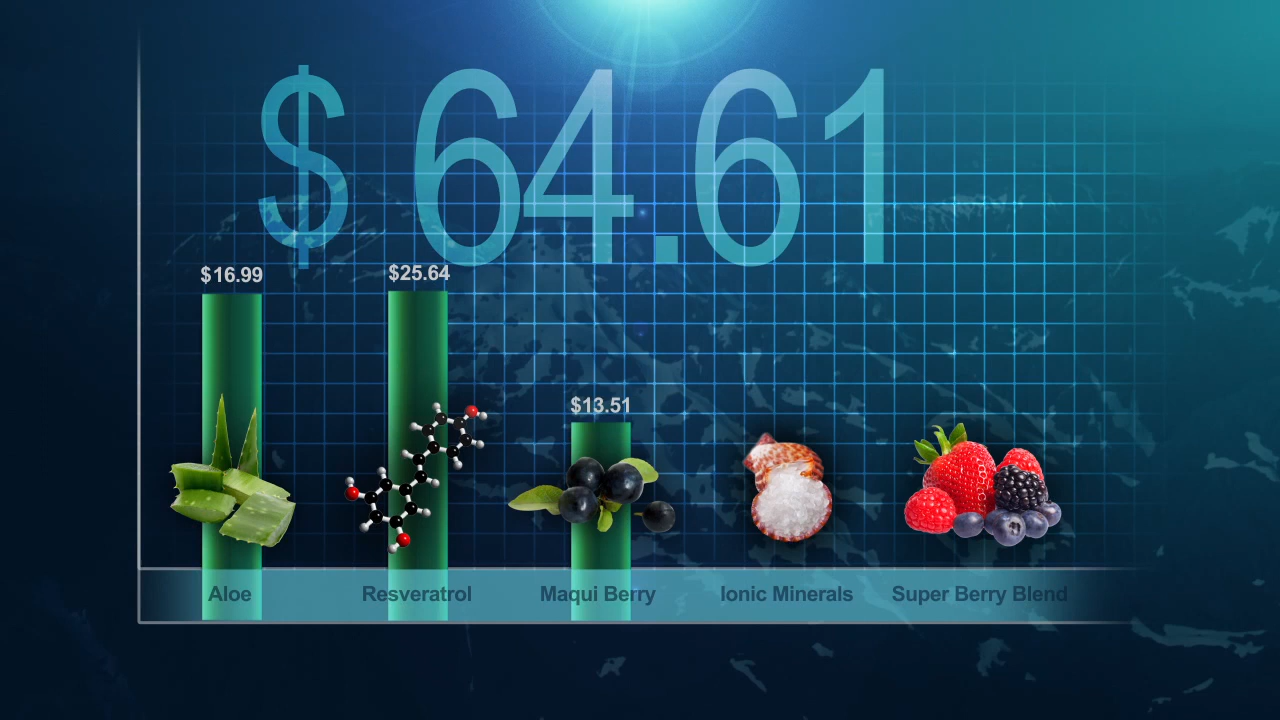 $ 64.61
$16.99
$25.64
$13.51
Aloe
Resveratrol
Maqui Berry
Ionic Minerals
Super Berry Blend